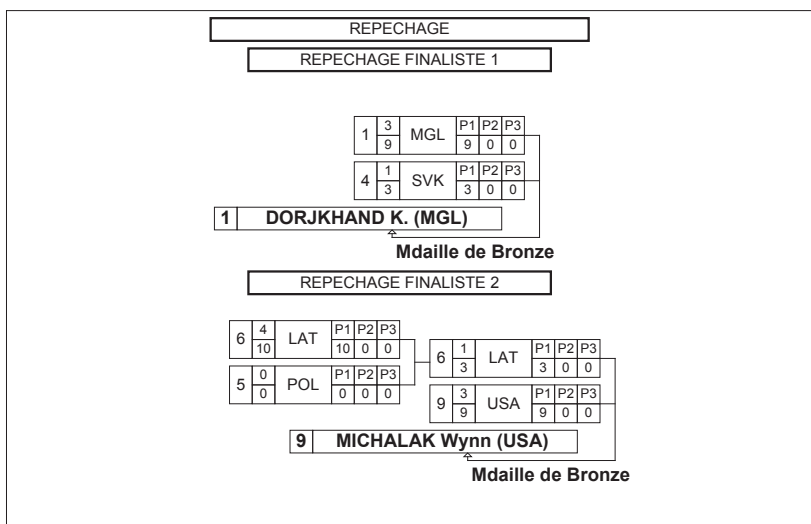 REPECHAGE
REPECHAGE FINALISTE 1
1 3 9 MGL P1 P2 P3 9 0 0
4 1 3 SVK P1 P2 P3 3 0 0
1 DORJKHAND K. (MGL)
Mdaille de Bronze
REPECHAGE FINALISTE 2
6 4 10 LAT P1 P2 P3 10 0 0
5 0 0 POL P1 P2 P3 0 0 0
6 1 3 LAT P1 P2 P3 3 0 0
9 3 9 USA P1 P2 P3 9 0 0
9 MICHALAK Wynn (USA)
Mdaille de Bronze